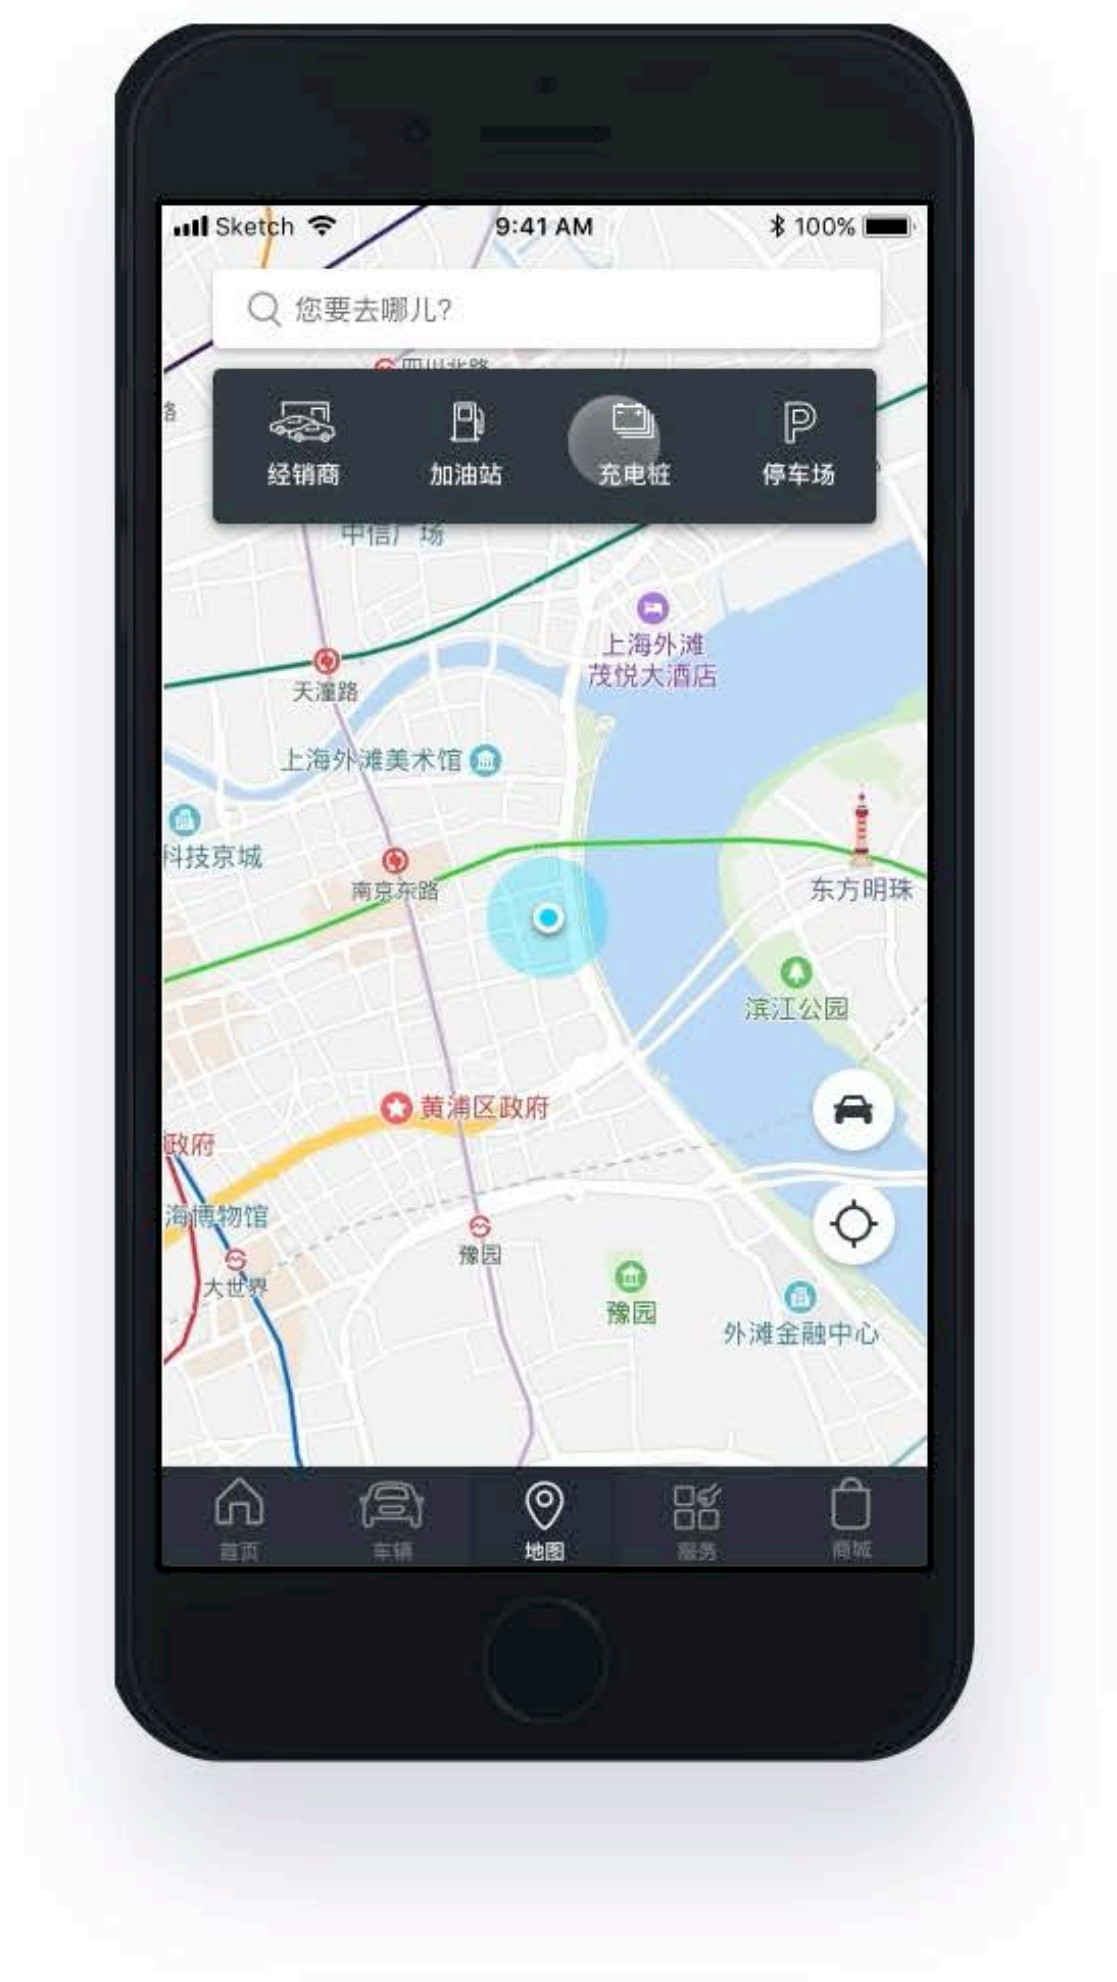 Sketch 9:41 AM 100%
您要去哪儿?
四川北路
经销商 加油站 充电桩 停车场
中信广场
上海外滩
茂悦大酒店
天潼路
上海外滩美术馆
科技京城
南京东路
东方明珠
滨江公园
黄浦区政府
政府
海博物馆
豫园
大世界
豫园
外滩金融中心
首页 车辆 地图 服务 商城